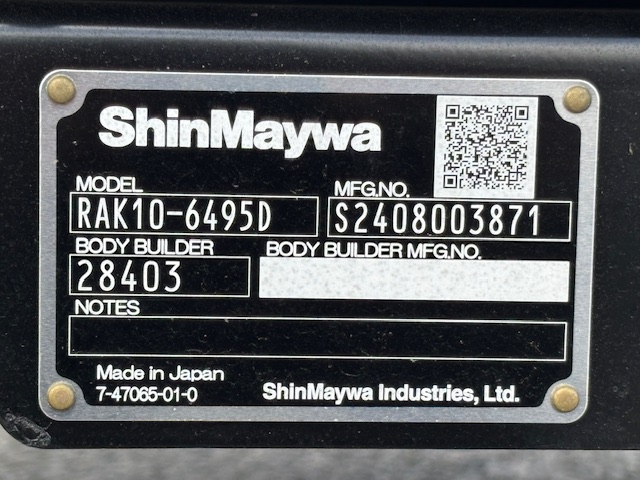 ShinMaywa
MODEL
MFG.NO.
RAK10-6495D
S2408003871
BODY BUILDER
BODY BUILDER MFG.NO.
28403
NOTES
Made in Japan
7-47065-01-0
ShinMaywa Industries, Ltd.